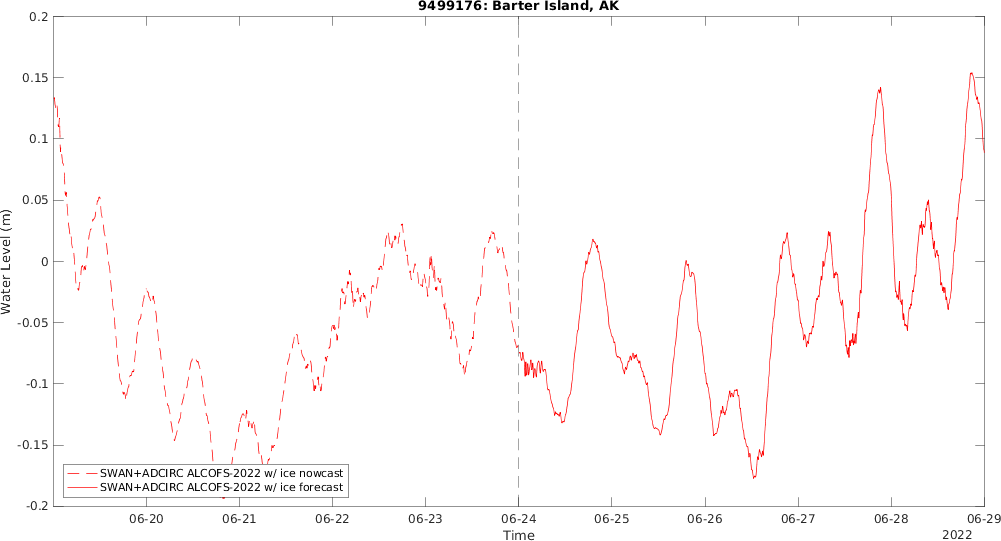 9499176: Barter Island, AK
0.2
0.15
0.1
0.05
0
-0.05
-0.1
-0.15
-0.2
Water Level (m)
SWAN+ADCIRC ALCOFS-2022 w/ ice nowcast
SWAN+ADCIRC ALCOFS-2022 w/ ice forecast
06-20 06-21 06-22 06-23 06-24 06-25 06-26 06-27 06-28 06-29
Time
2022